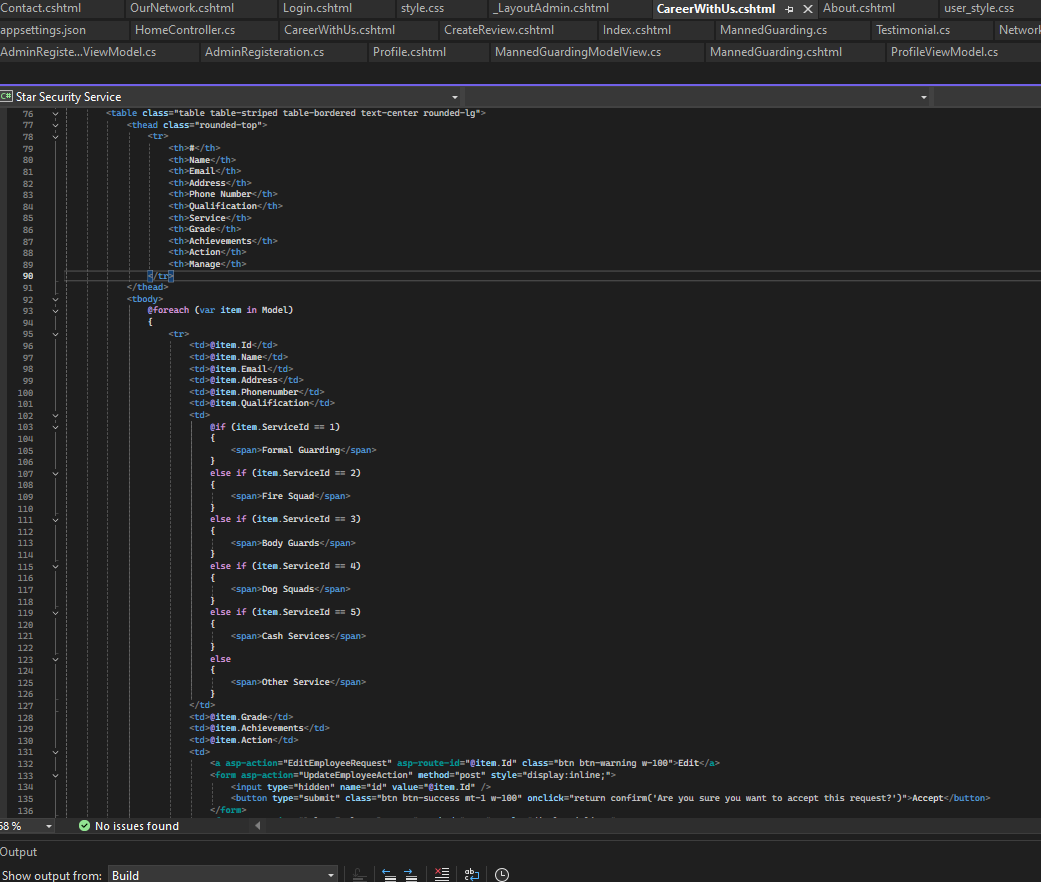 Contact.cshtml OurNetwork.cshtml Login.cshtml style.css _LayoutAdmin.cshtml CareerWithUs.cshtml About.cshtml user_style.css
appsettings.json HomeController.cs CareerWithUs.cshtml CreateReview.cshtml Index.cshtml MannedGuarding.cs Testimonial.cs Network
AdminRegiste...ViewModel.cs AdminRegisteration.cs Profile.cshtml MannedGuardingModelView.cs MannedGuarding.cshtml ProfileViewModel.cs
C# Star Security Service
76 <table class="table table-striped table-bordered text-center rounded-lg">
77 <thead class="rounded-top">
78 <tr>
79 <th>#</th>
80 <th>Name</th>
81 <th>Email</th>
82 <th>Address</th>
83 <th>Phone Number</th>
84 <th>Qualification</th>
85 <th>Service</th>
86 <th>Grade</th>
87 <th>Achievements</th>
88 <th>Action</th>
89 <th>Manage</th>
90 </tr>
91 </thead>
92 <tbody>
93 @foreach (var item in Model)
94 {
95 <tr>
96 <td>@item.Id</td>
97 <td>@item.Name</td>
98 <td>@item.Email</td>
99 <td>@item.Address</td>
100 <td>@item.Phonenumber</td>
101 <td>@item.Qualification</td>
102 <td>
103 @if (item.ServiceId == 1)
104 {
105 <span>Formal Guarding</span>
106 }
107 else if (item.ServiceId == 2)
108 {
109 <span>Fire Squad</span>
110 }
111 else if (item.ServiceId == 3)
112 {
113 <span>Body Guards</span>
114 }
115 else if (item.ServiceId == 4)
116 {
117 <span>Dog Squads</span>
118 }
119 else if (item.ServiceId == 5)
120 {
121 <span>Cash Services</span>
122 }
123 else
124 {
125 <span>Other Service</span>
126 }
127 </td>
128 <td>@item.Grade</td>
129 <td>@item.Achievements</td>
130 <td>@item.Action</td>
131 <td>
132 <a asp-action="EditEmployeeRequest" asp-route-id="@item.Id" class="btn btn-warning w-100">Edit</a>
133 <form asp-action="UpdateEmployeeAction" method="post" style="display:inline;">
134 <input type="hidden" name="id" value="@item.Id" />
135 <button type="submit" class="btn btn-success mt-1 w-100" onclick="return confirm('Are you sure you want to accept this request?')">Accept</button>
136 </form>
68 % No issues found
Output
Show output from: Build